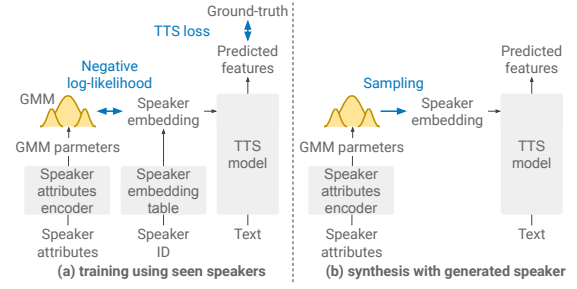 Ground-truth
TTS loss
Predicted
features
Negative
log-likelihood
GMM
Speaker
embedding
GMM parmeters
Speaker
attributes
encoder
Speaker
embedding
table
TTS
model
Speaker
attributes
Speaker
ID
Text
(a) training using seen speakers
Predicted
features
Sampling
Speaker
embedding
GMM parmeters
Speaker
attributes
encoder
TTS
model
Speaker
attributes
Text
(b) synthesis with generated speaker